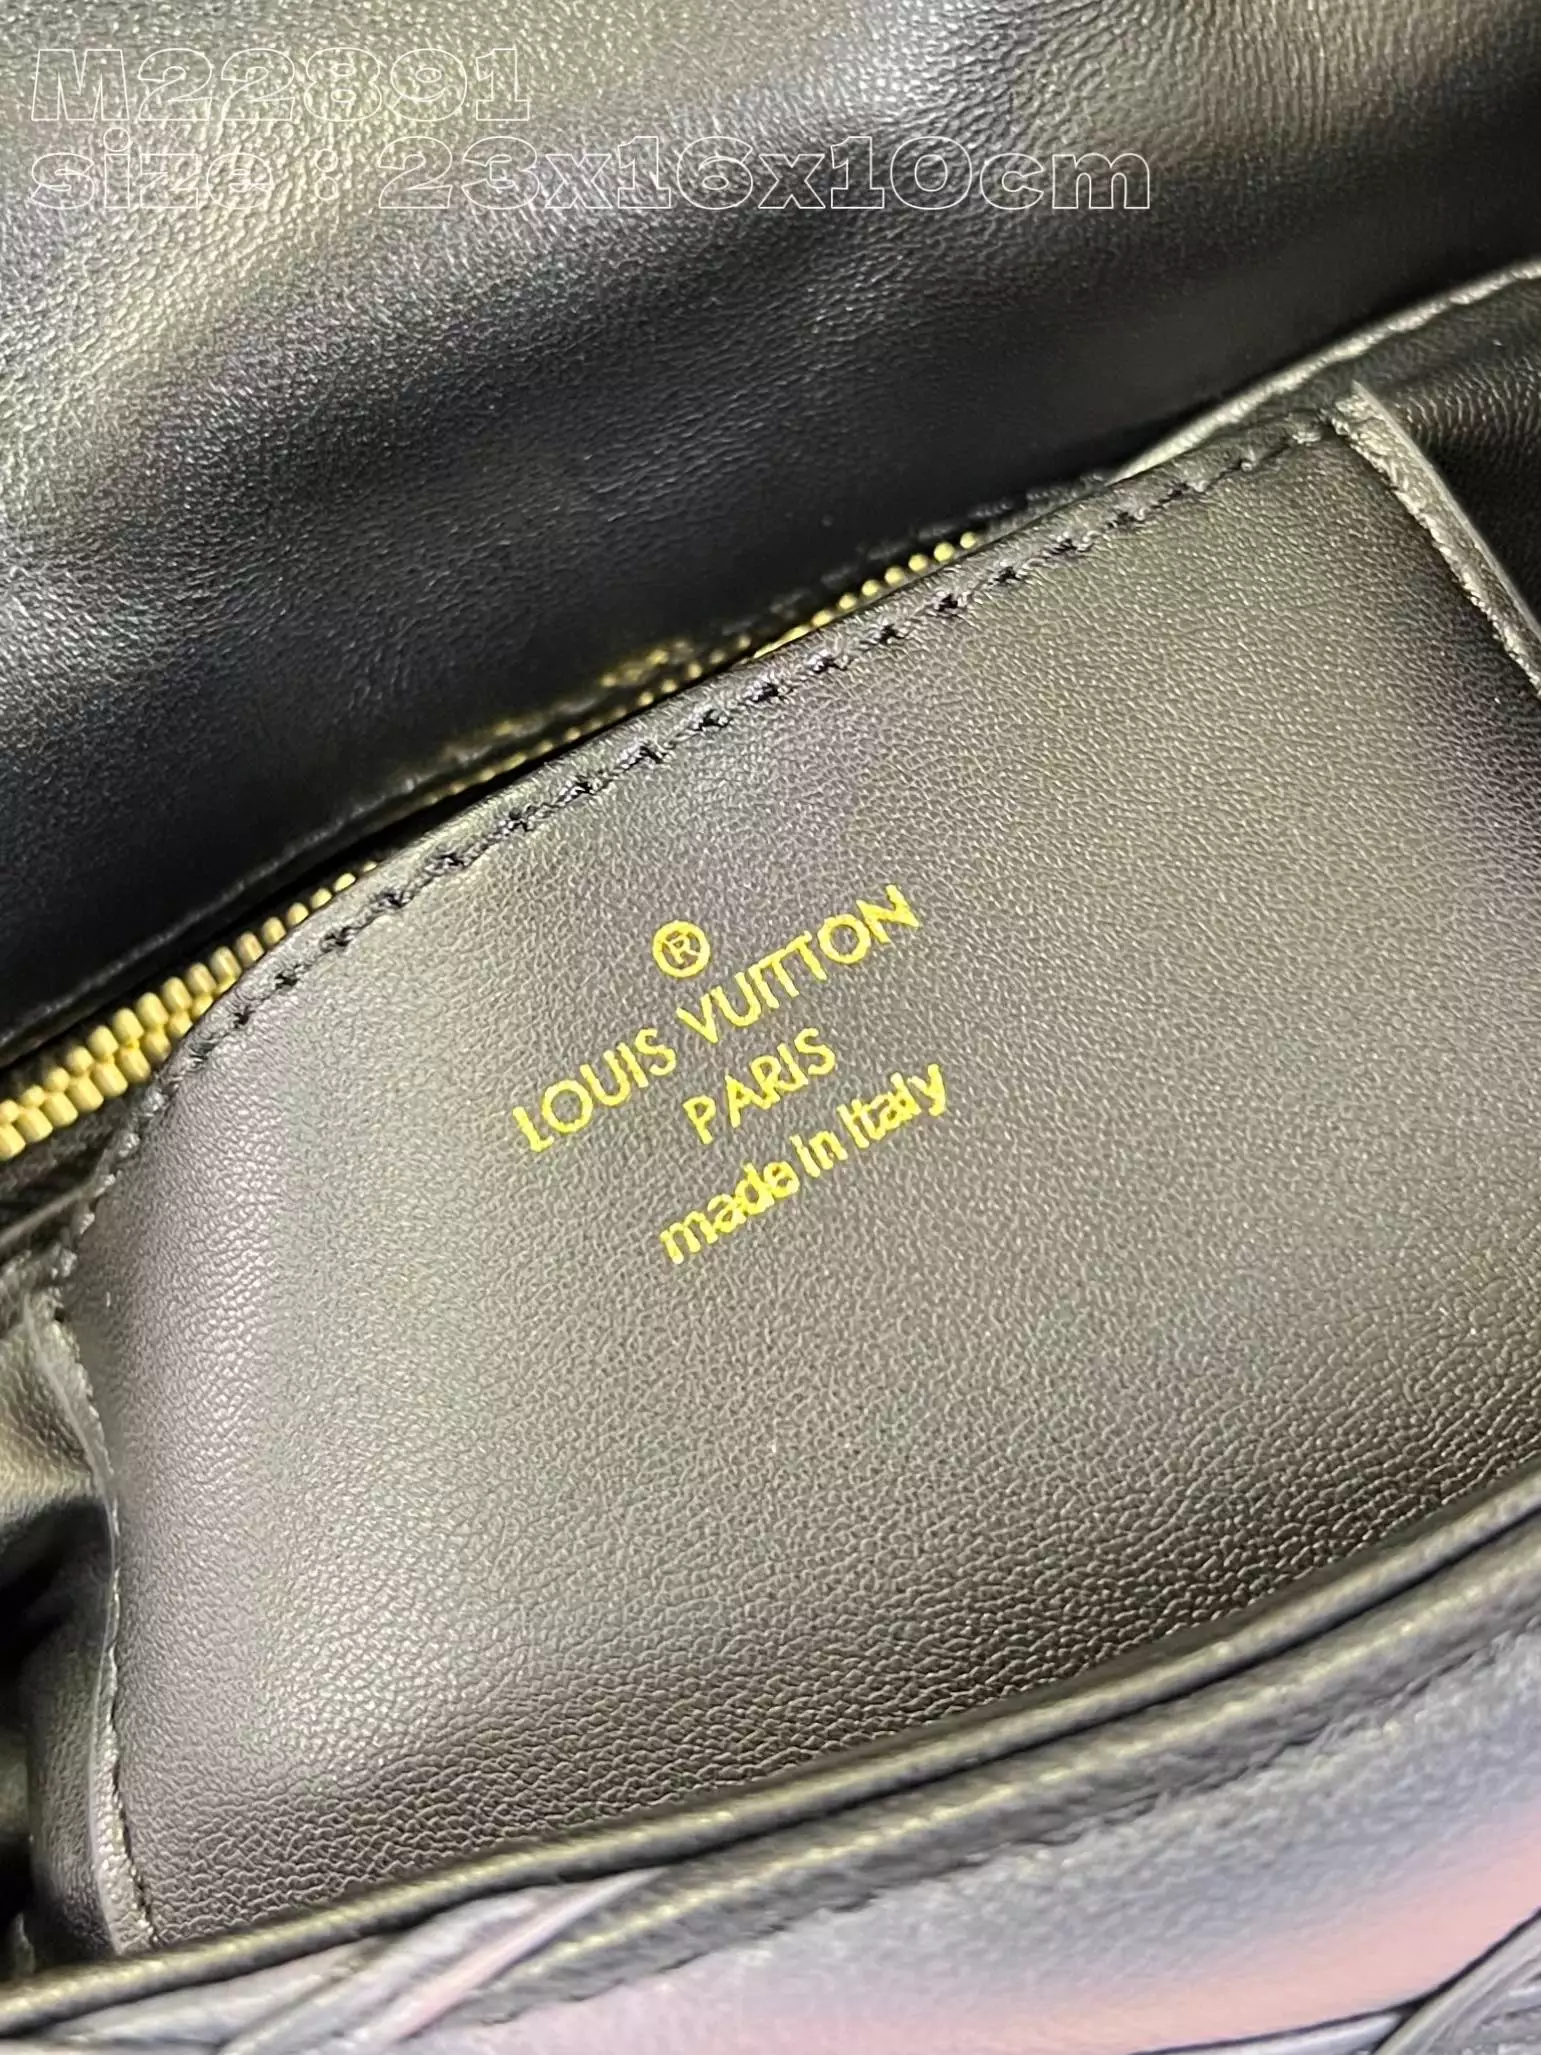 M22891
size : 23x16x10cm
®
LOUIS VUITTON
PARIS
made in Italy